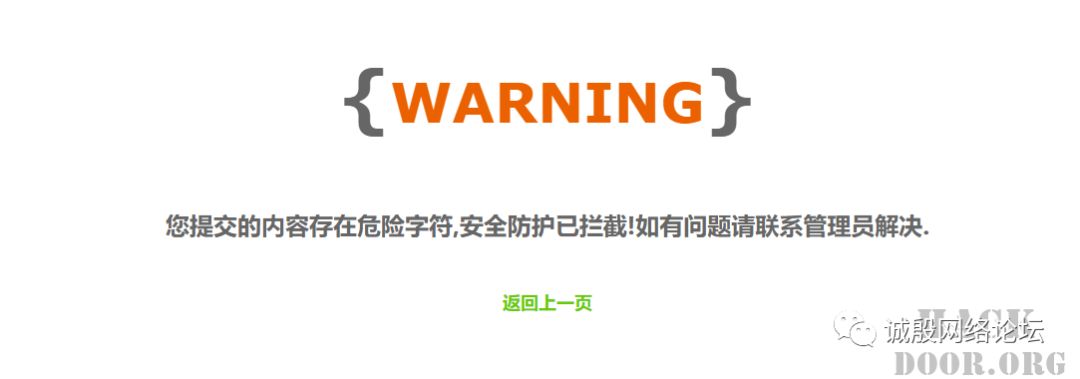 {WARNING}
您提交的内容存在危险字符,安全防护已拦截!如有问题请联系管理员解决.
返回上一页
HACK
诚殷网络论坛
DOOR.ORG